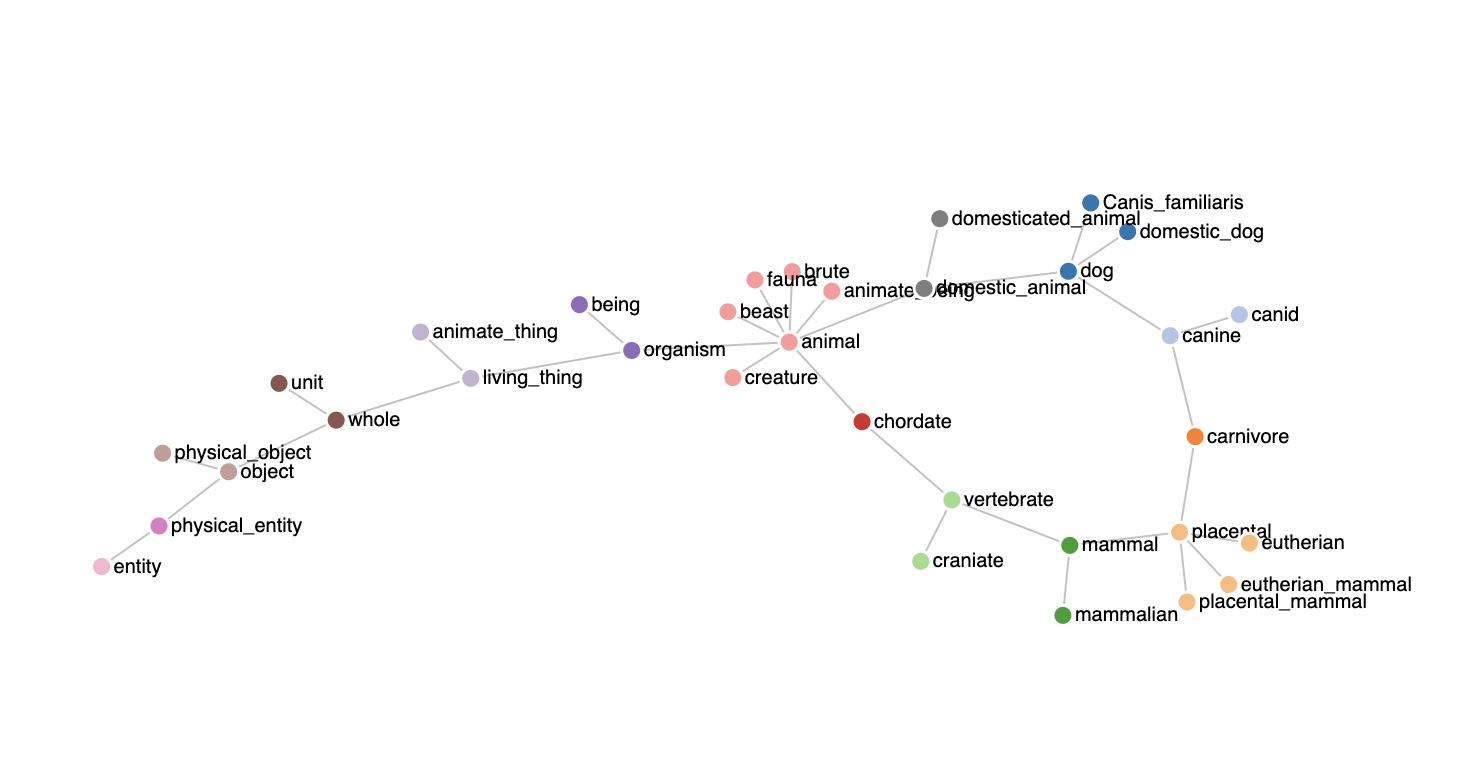 Canis_familiaris
domesticated_animal
domestic_dog
brute
dog
fauna
animate_being
domestic_animal
being
beast
canid
animate_thing
canine
organism
animal
living_thing
creature
unit
whole
chordate
carnivore
physical_object
object
vertebrate
physical_entity
placental
mammal
eutherian
craniate
entity
eutherian_mammal
placental_mammal
mammalian